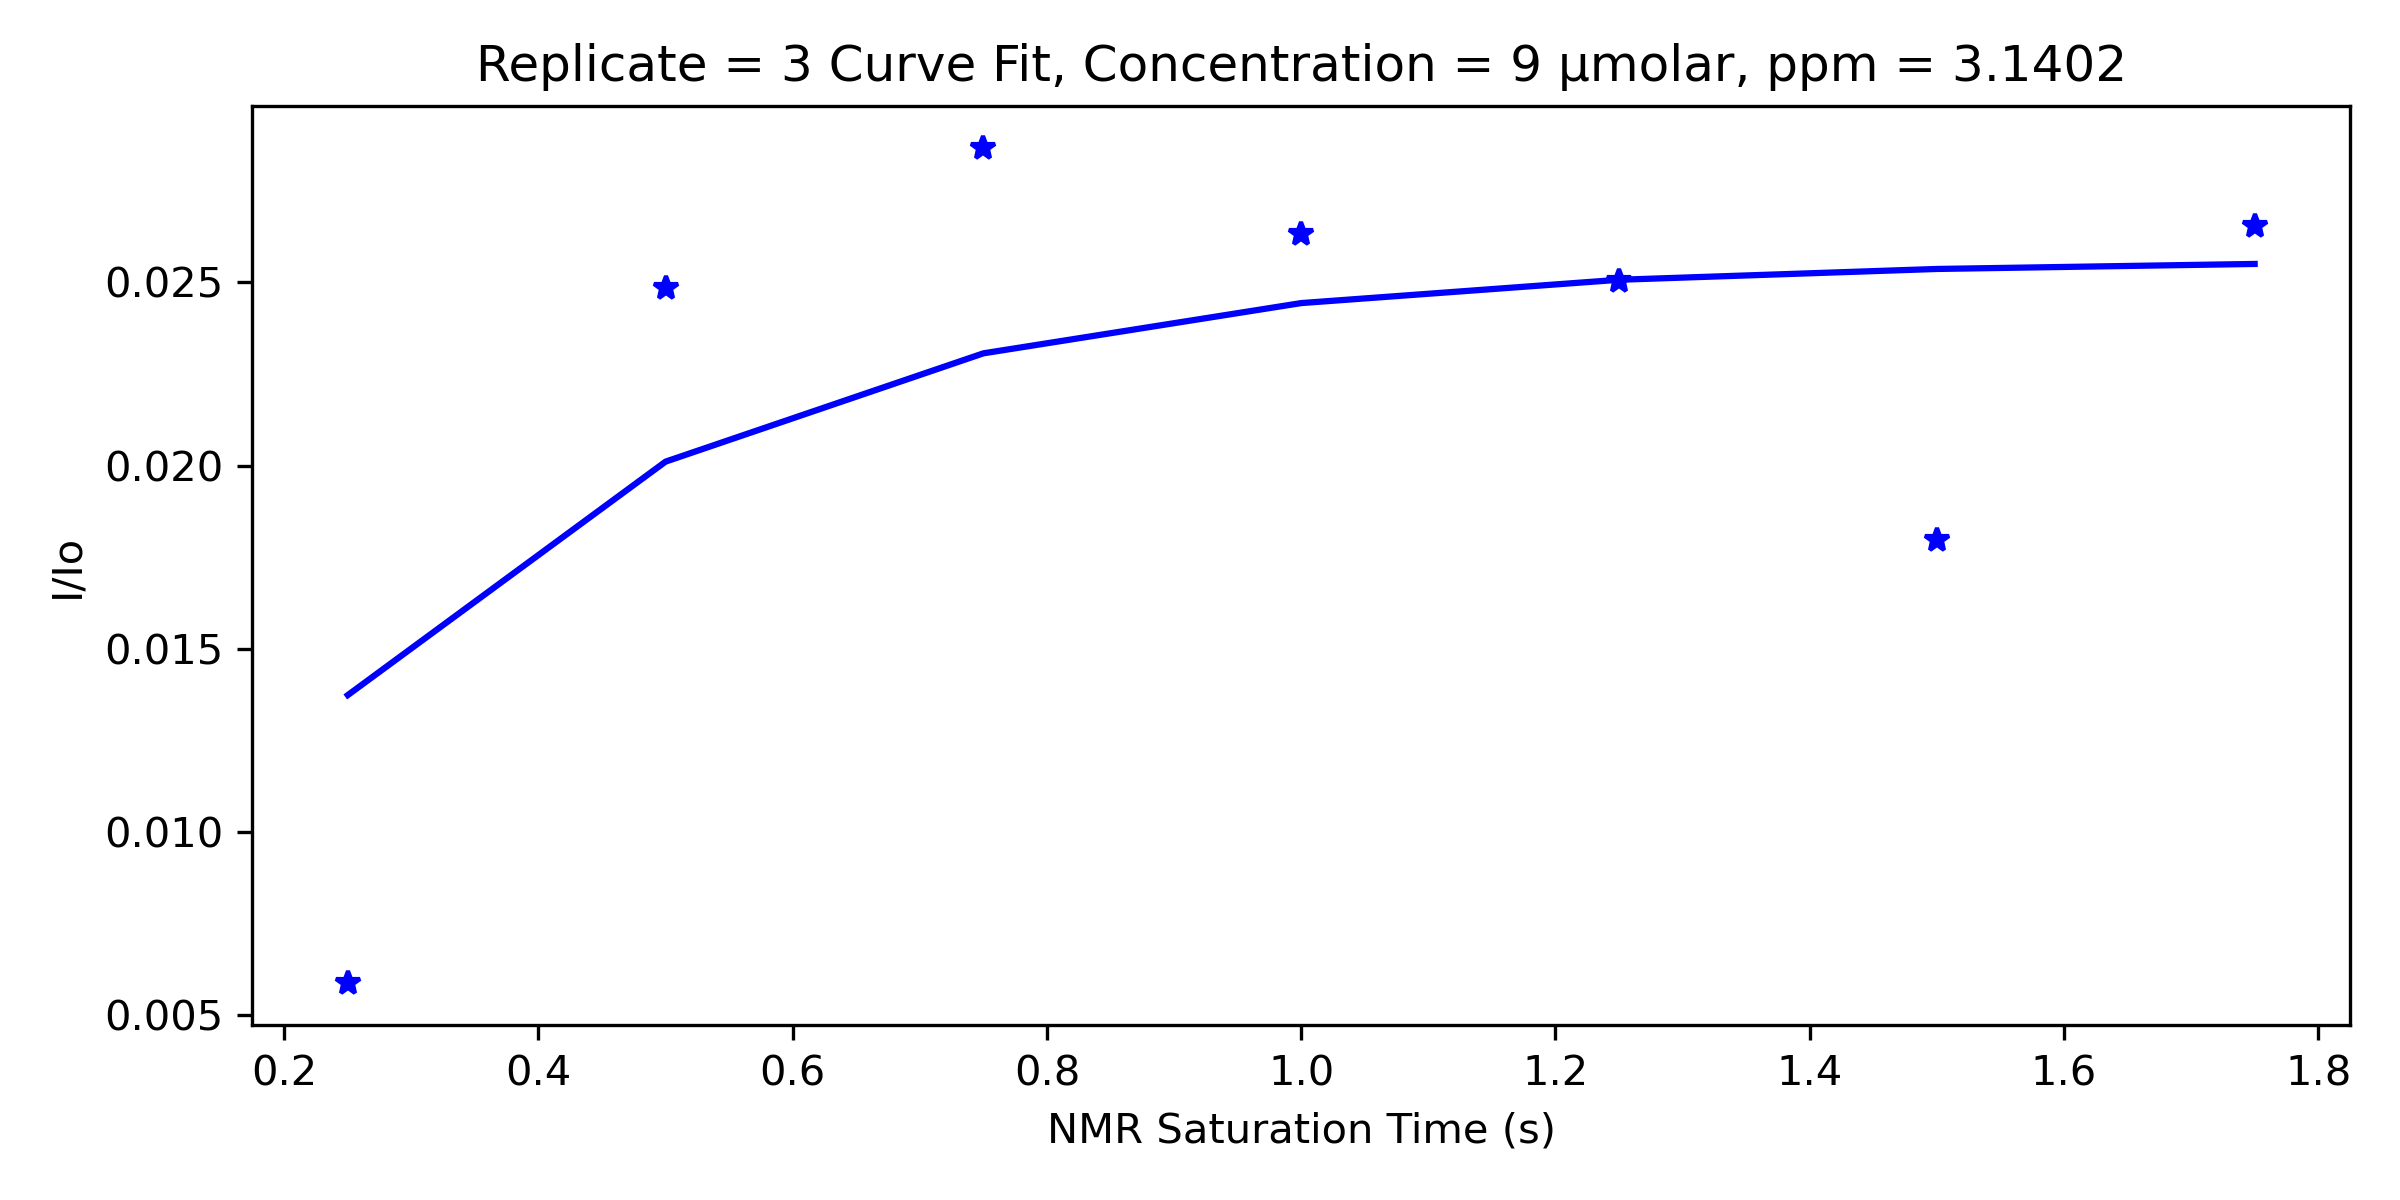 Replicate = 3 Curve Fit, Concentration = 9 µmolar, ppm = 3.1402
0.025
0.020
0.015
0.010
0.005
I/Io
0.2 0.4 0.6 0.8 1.0 1.2 1.4 1.6 1.8
NMR Saturation Time (s)